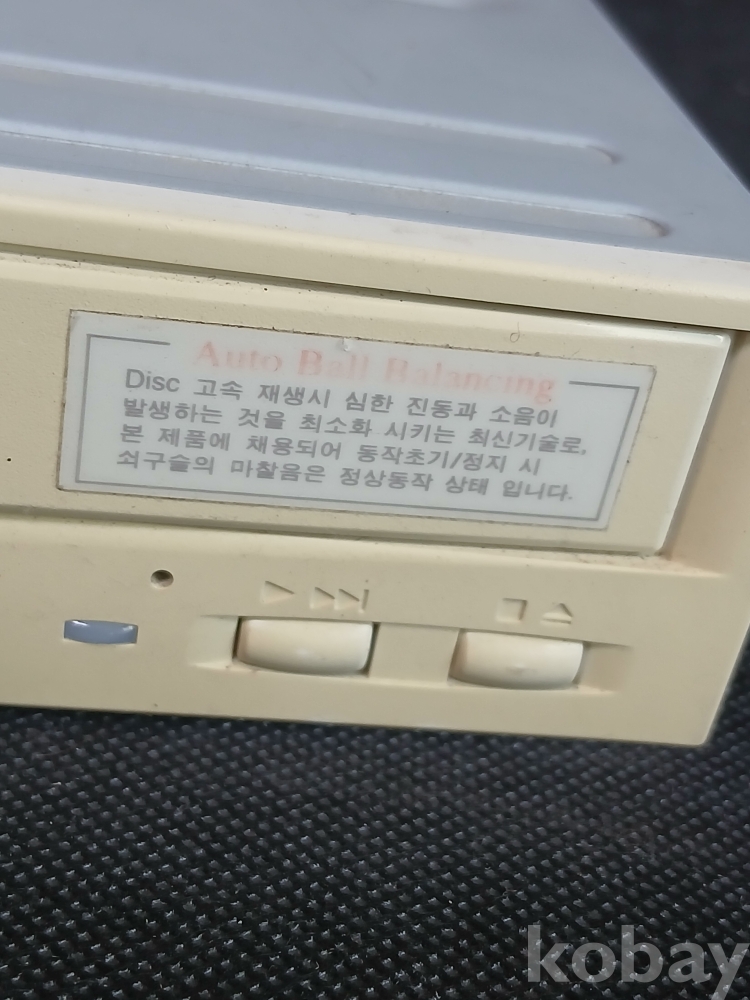 Auto Ball Balancing
Disc 고속 재생시 심한 진동과 소음이
발생하는 것을 최소화 시키는 최신기술로,
본 제품에 채용되어 동작초기/정지 시
쇠구슬의 마찰음은 정상동작 상태 입니다.
kobay